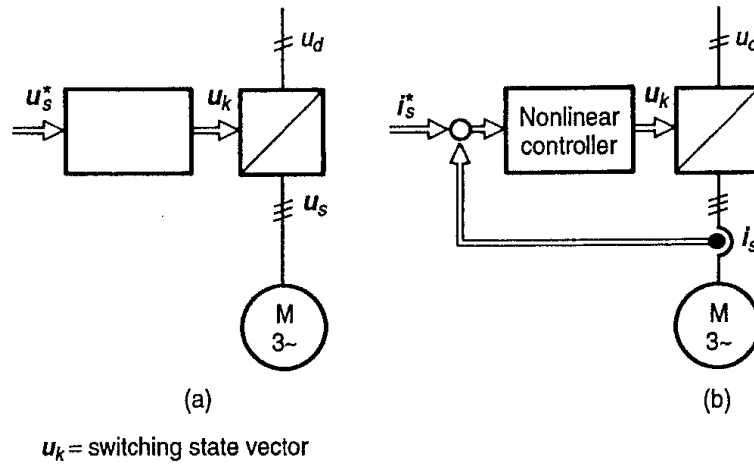 u_d
u_s*
u_k
u_s
M
3~
(a)
u_d
i_s*
Nonlinear
controller
u_k
i_s
M
3~
(b)
u_k = switching state vector